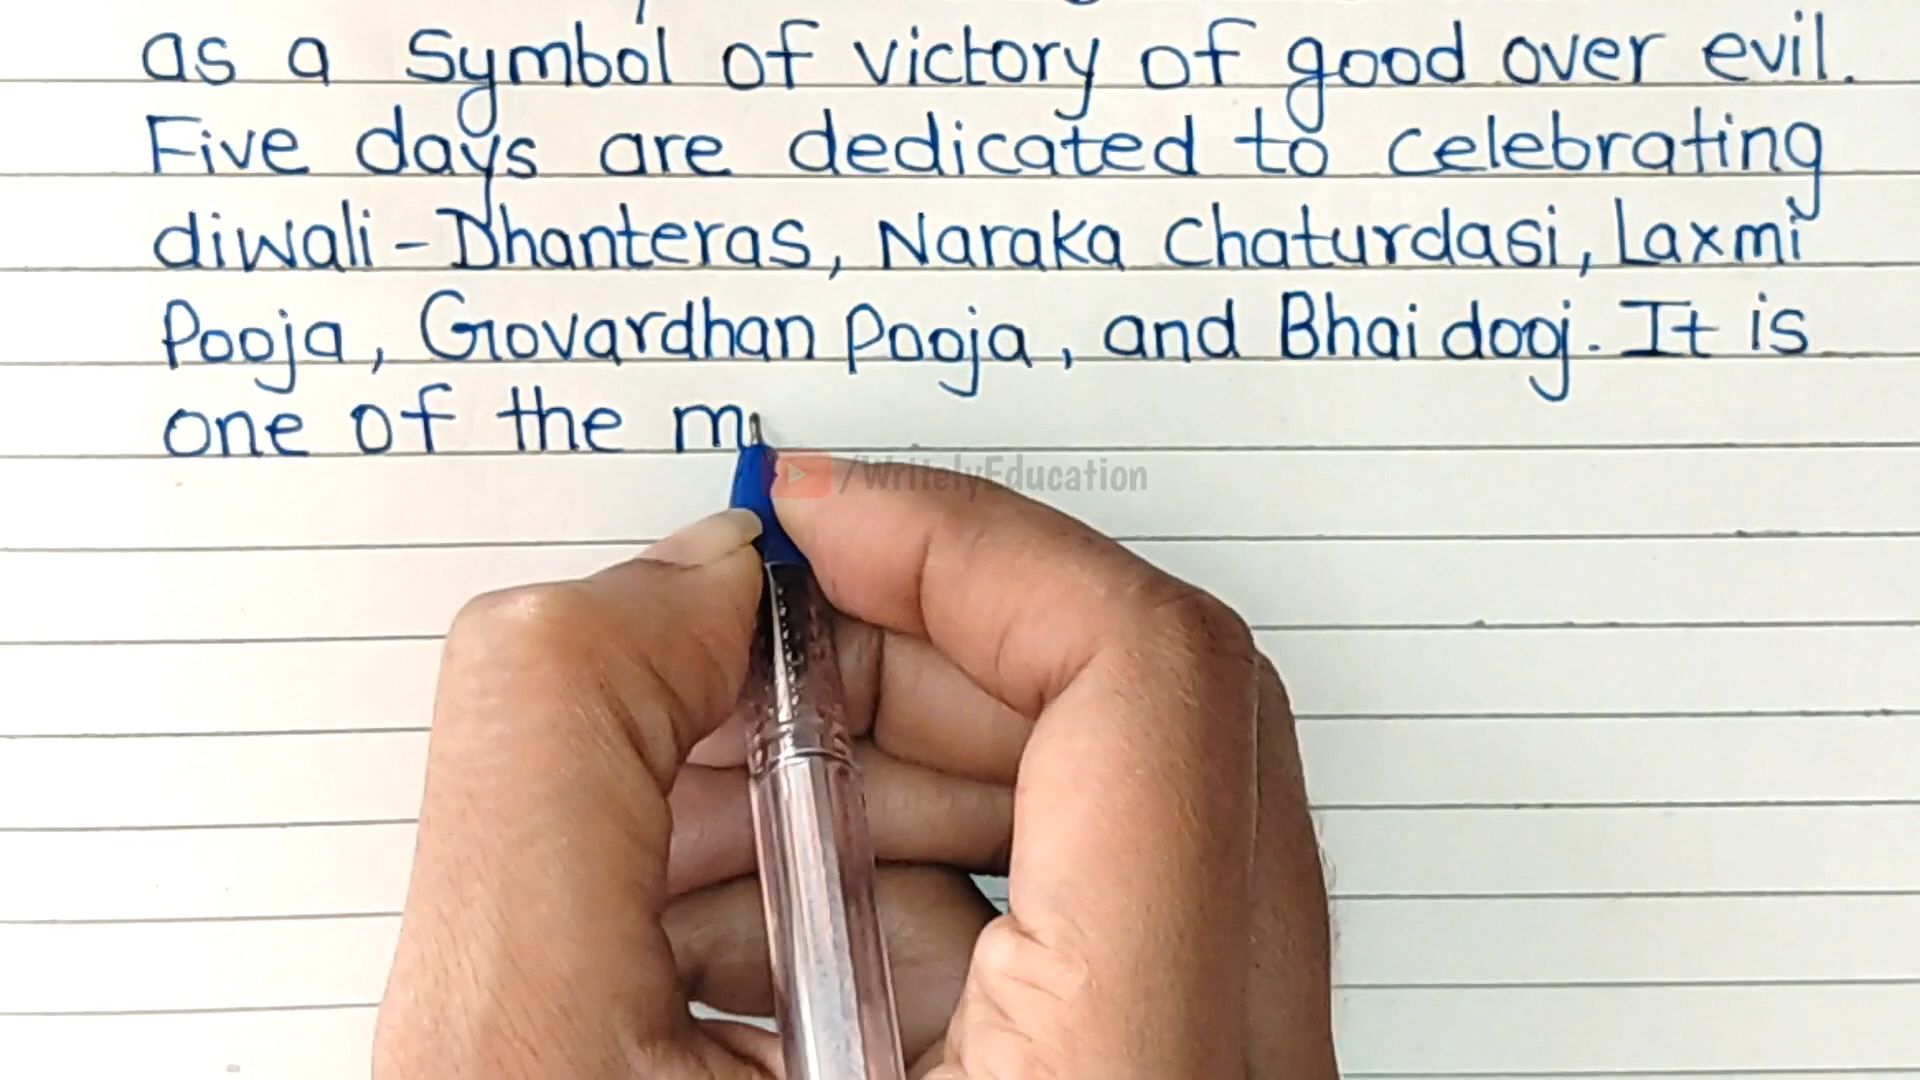 as a symbol of victory of good over evil.
Five days are dedicated to celebrating
diwali - Dhanteras, Naraka Chaturdasi, Laxmi
Pooja, Govardhan Pooja, and Bhai dooj. It is
one of the m
/WritelyEducation